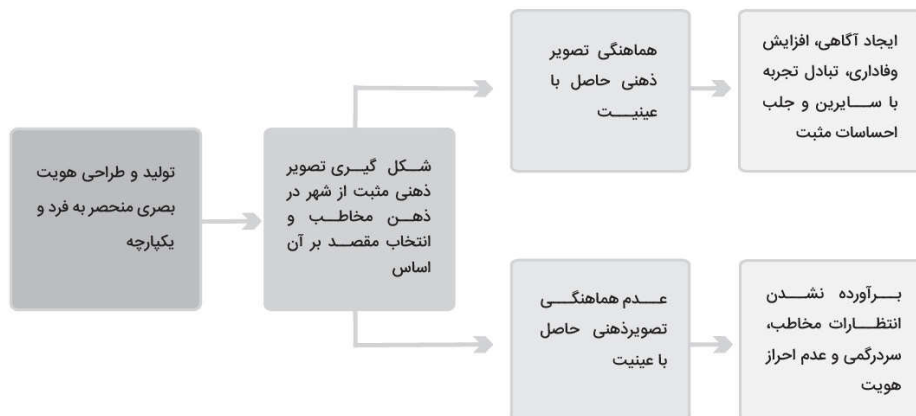 تولید و طراحی هویت
بصری منحصر به فرد و
یکپارچه
شکل گیری تصویر
ذهنی مثبت از شهر در
ذهن مخاطب و
انتخاب مقصد بر آن
اساس
هماهنگی تصویر
ذهنی حاصل با
عینیت
ایجاد آگاهی، افزایش
وفاداری، تبادل تجربه
با سایرین و جلب
احساسات مثبت
عدم هماهنگی
تصویرذهنی حاصل
با عینیت
برآورده نشدن
انتظارات مخاطب،
سردرگمی و عدم احراز
هویت